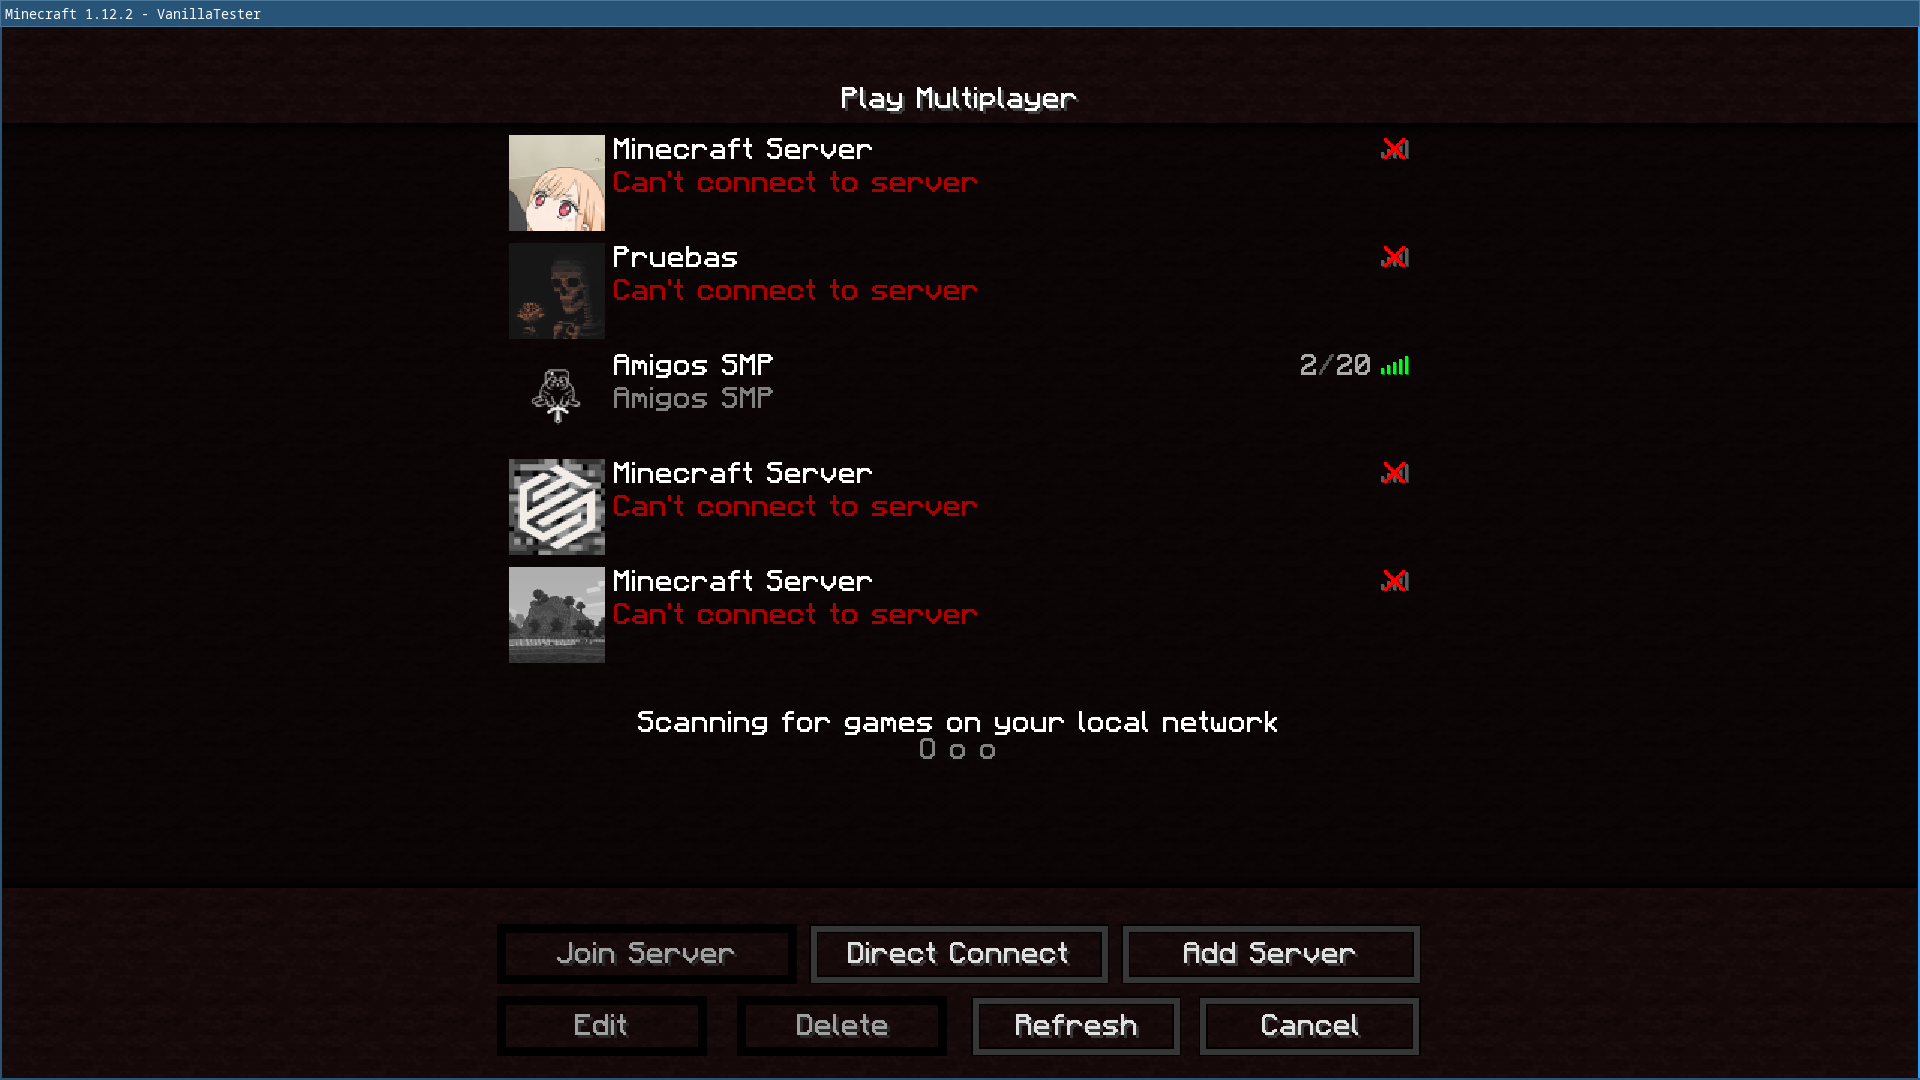 Minecraft 1.12.2 - VanillaTester
Play Multiplayer
Minecraft Server
Can't connect to server
Pruebas
Can't connect to server
Amigos SMP 2/20
Amigos SMP
Minecraft Server
Can't connect to server
Minecraft Server
Can't connect to server
Scanning for games on your local network
O o o
Join Server Direct Connect Add Server
Edit Delete Refresh Cancel